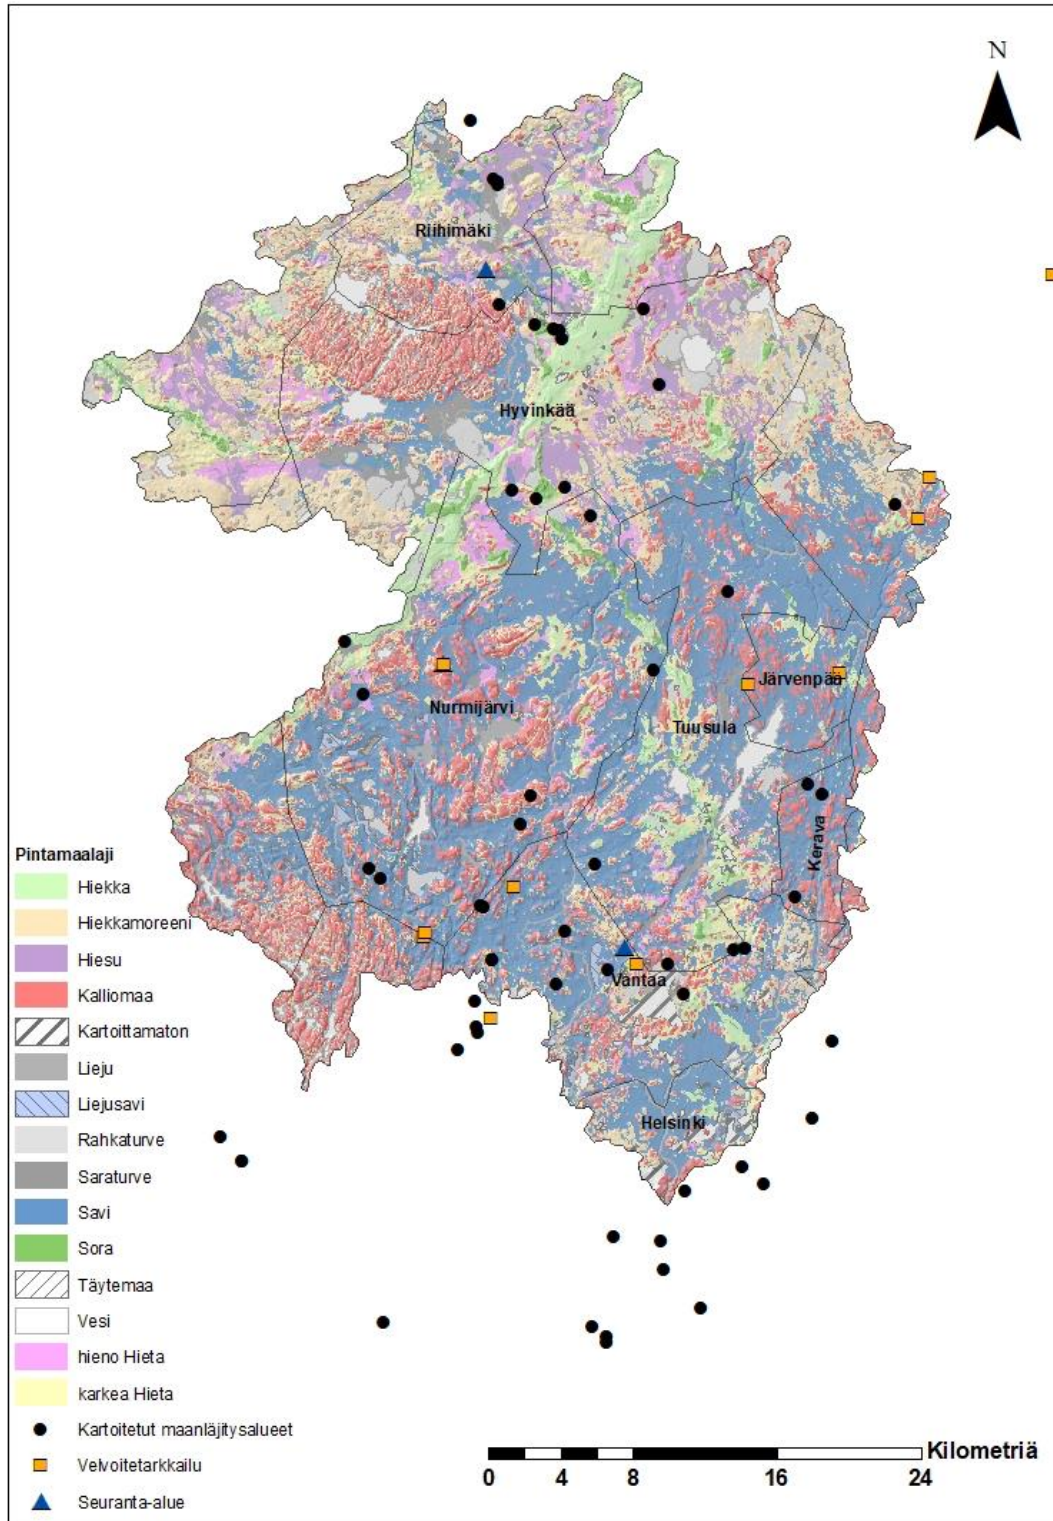 N
Riihimäki
Hyvinkää
Järvenpää
Nurmijärvi
Tuusula
Kerava
Vantaa
Helsinki
Pintamaalaji
Hiekka
Hiekkamoreeni
Hiesu
Kalliomaa
Kartoittamaton
Lieju
Liejusavi
Rahkaturve
Saraturve
Savi
Sora
Täytemaa
Vesi
hieno Hieta
karkea Hieta
Kartoitetut maanläjitysalueet
Velvoitetarkkailu
Seuranta-alue
Kilometriä
0 4 8 16 24